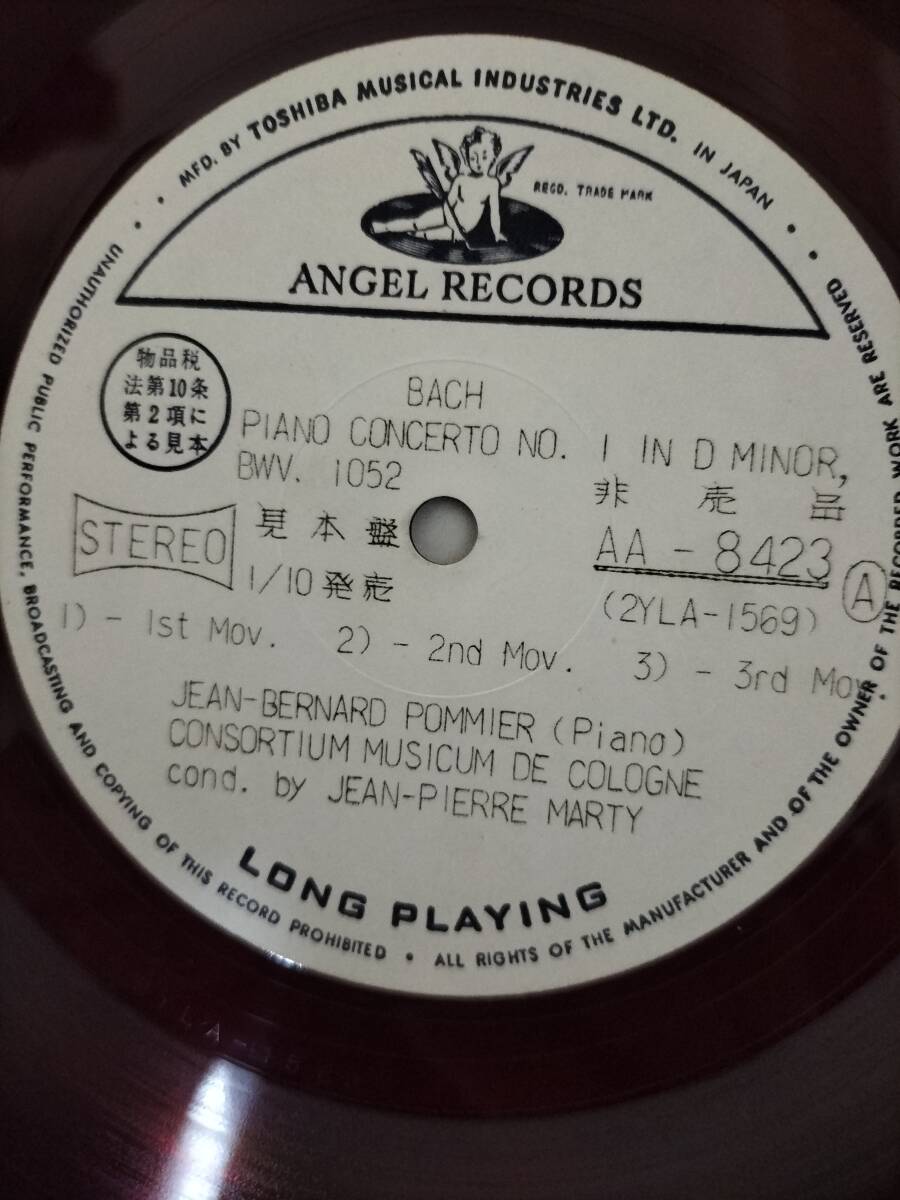 MFD. BY TOSHIBA MUSICAL INDUSTRIES LTD. IN JAPAN
REGD. TRADE MARK
ANGEL RECORDS
物品税
法第10条
第2項に
よる見本
BACH
PIANO CONCERTO NO. 1 IN D MINOR,
BWV. 1052
非売品
STEREO
見本盤
AA-8423
1/10発売
(2YLA-1569)
A
1) - 1st Mov. 2) - 2nd Mov. 3) - 3rd Mov.
JEAN-BERNARD POMMIER (Piano)
CONSORTIUM MUSICUM DE COLOGNE
cond. by JEAN-PIERRE MARTY
LONG PLAYING
UNAUTHORIZED PUBLIC PERFORMANCE, BROADCASTING AND COPYING OF THIS RECORD PROHIBITED • ALL RIGHTS OF THE MANUFACTURER AND OF THE OWNER OF THE RECORDED WORK ARE RESERVED